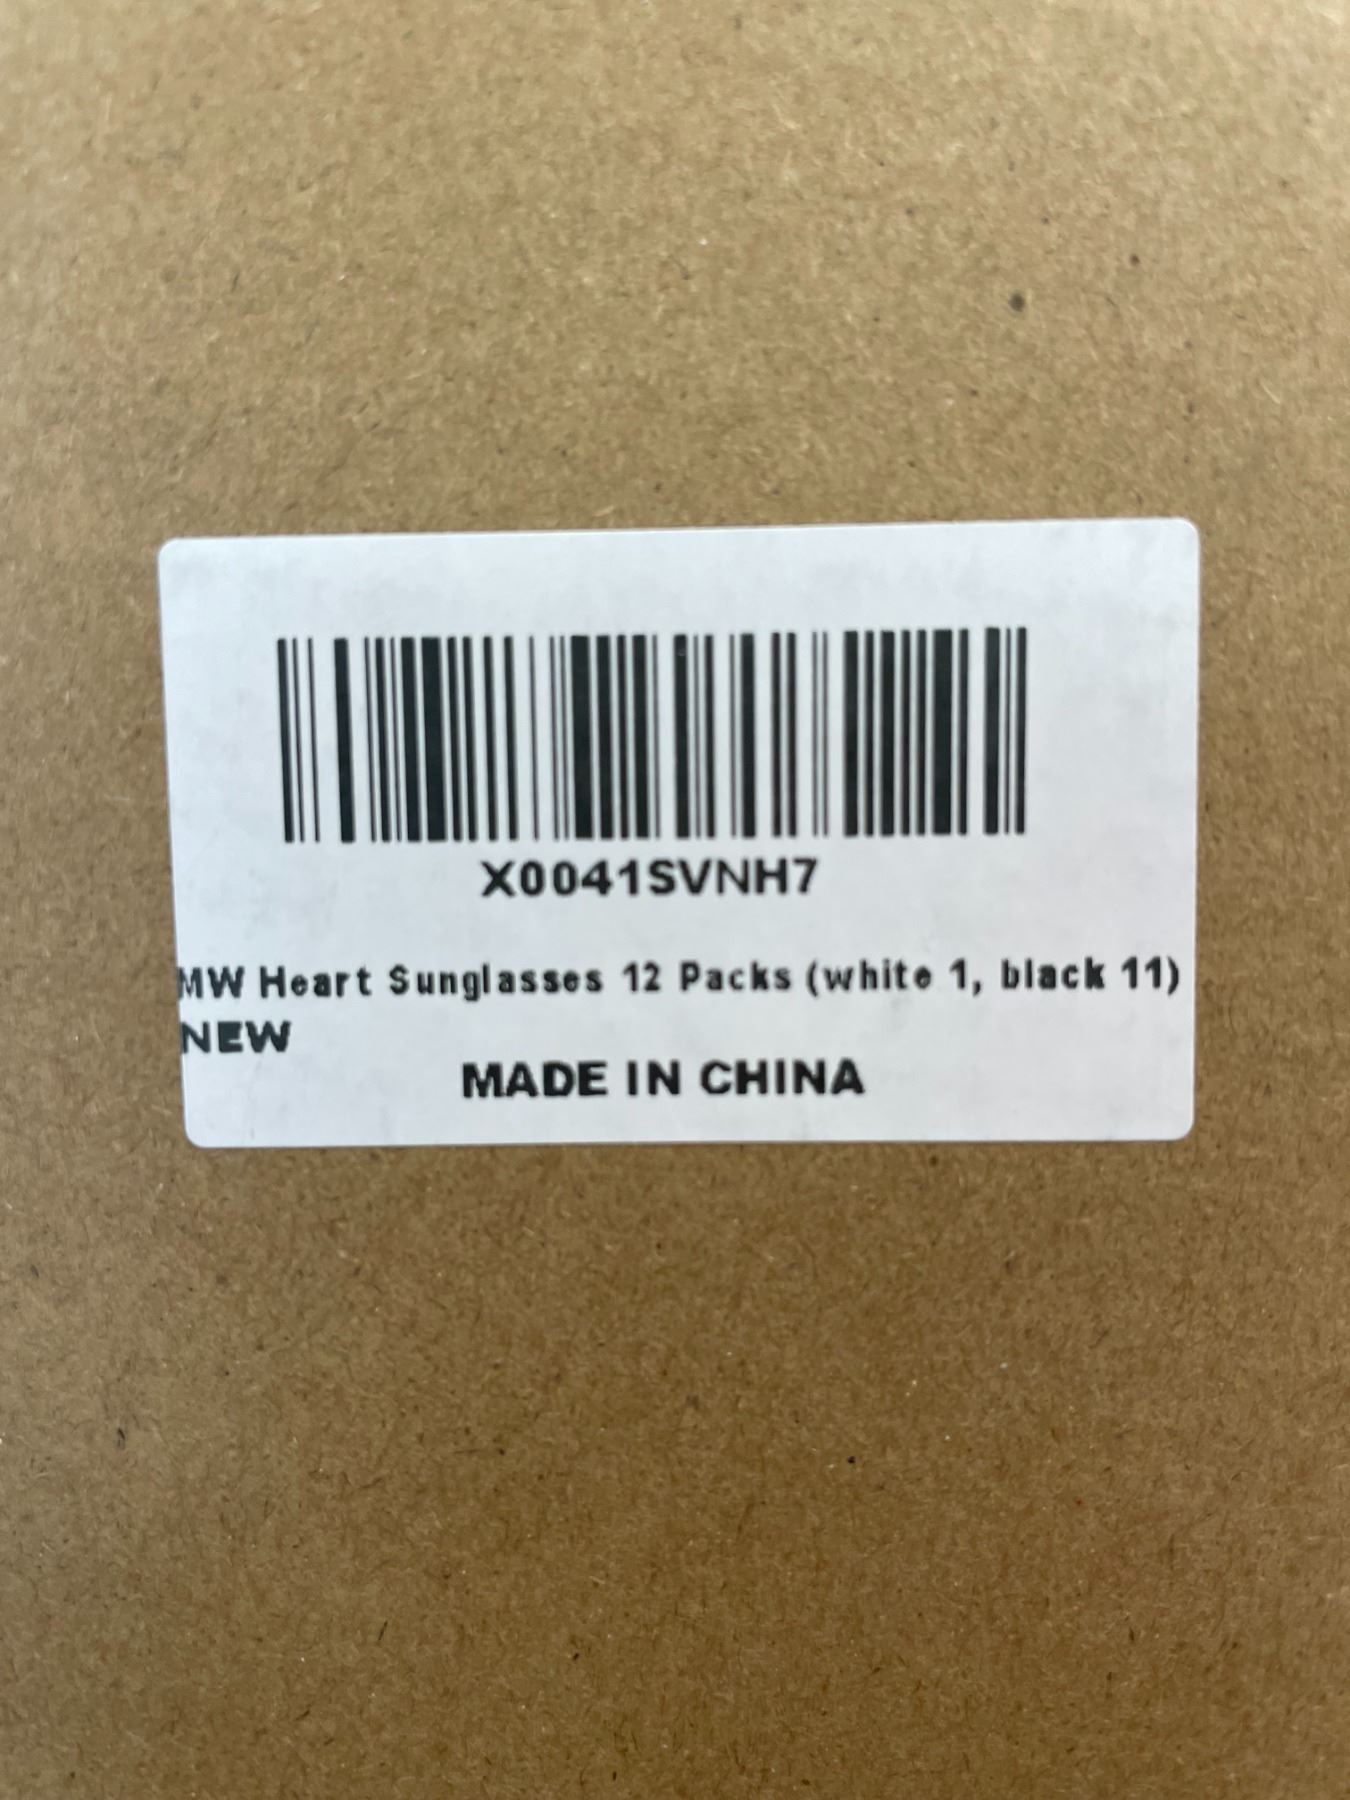 X0041SVNH7
MW Heart Sunglasses 12 Packs (white 1, black 11)
NEW
MADE IN CHINA